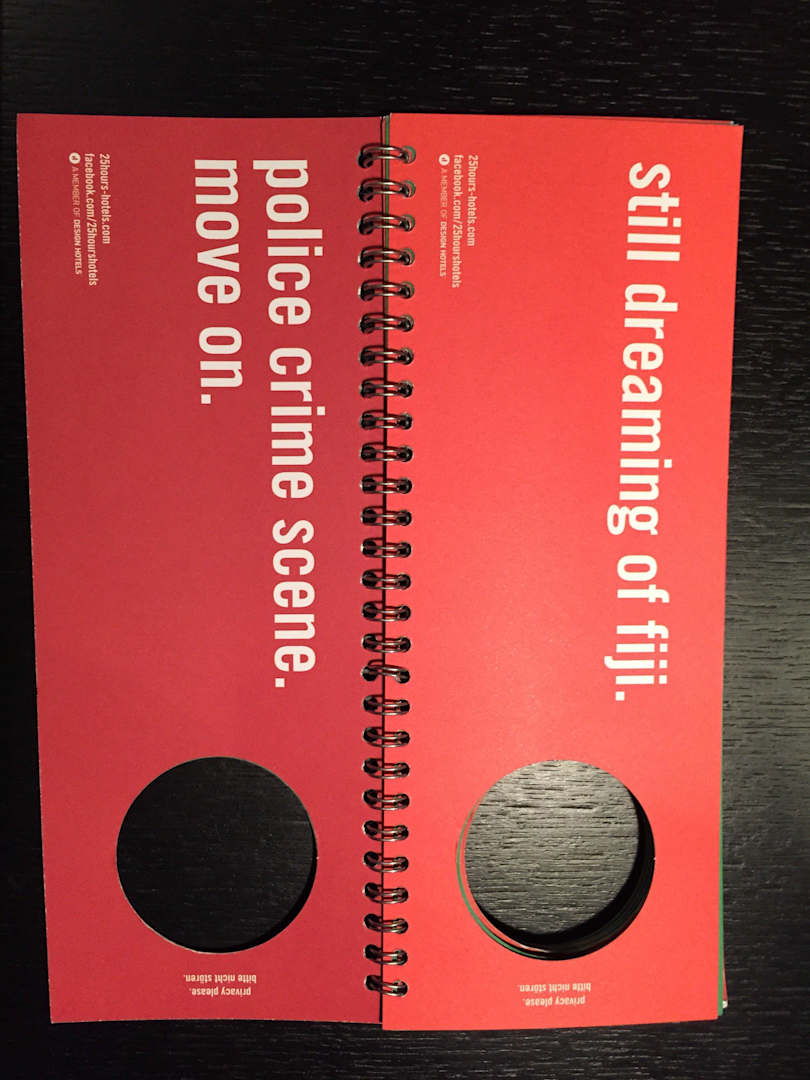 police crime scene.
move on.
25hours-hotels.com
facebook.com/25hourshotels
A MEMBER OF DESIGN HOTELS
privacy please.
bitte nicht stören.
still dreaming of fiji.
25hours-hotels.com
facebook.com/25hourshotels
A MEMBER OF DESIGN HOTELS
privacy please.
bitte nicht stören.